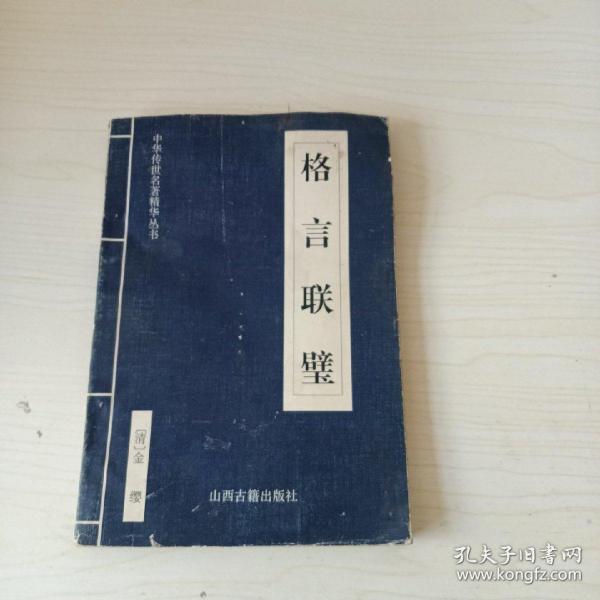 中华传世名著精华丛书
格言联璧
〔清〕金 缨
山西古籍出版社
孔夫子旧书网
www.kongfz.com